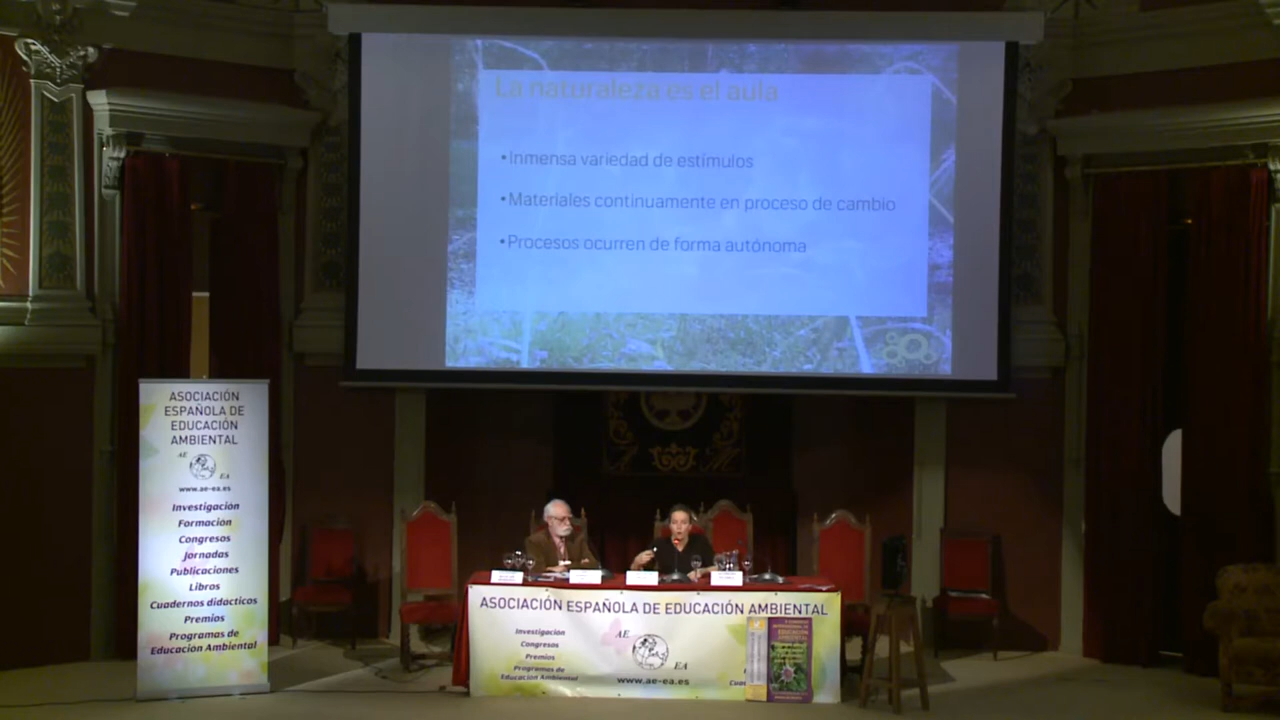 La naturaleza es el aula
•Inmensa variedad de estímulos
•Materiales continuamente en proceso de cambio
•Procesos ocurren de forma autónoma
ASOCIACIÓN
ESPAÑOLA DE
EDUCACIÓN
AMBIENTAL
AE
EA
www.ae-ea.es
Investigación
Formación
Congresos
Jornadas
Publicaciones
Libros
Cuadernos didácticos
Premios
Programas de
Educación Ambiental
ASOCIACIÓN ESPAÑOLA DE EDUCACIÓN AMBIENTAL
Investigación
Congresos
Premios
Programas de
Educación Ambiental
AE
EA
www.ae-ea.es
EDUCACIÓN